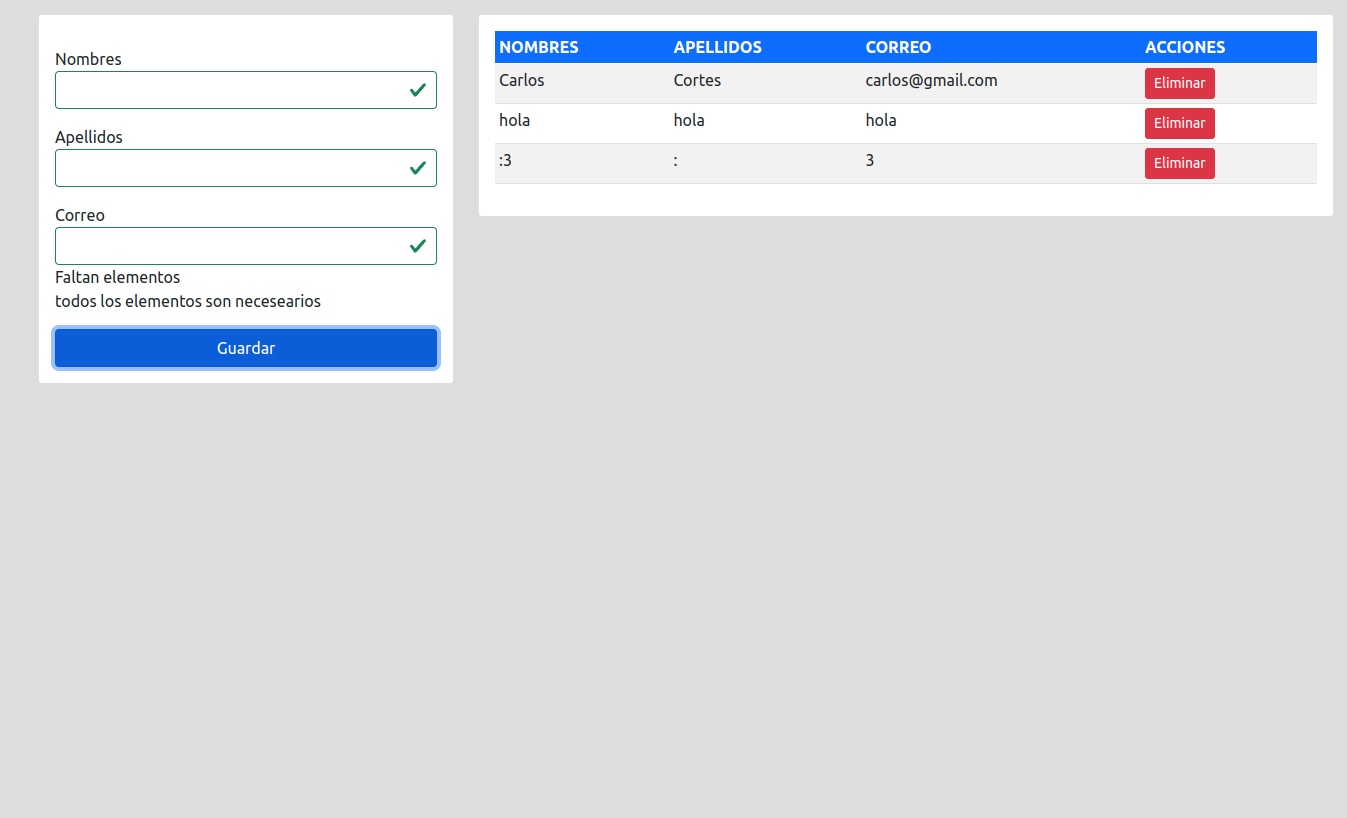 Nombres
Apellidos
Correo
Faltan elementos
todos los elementos son necesearios
Guardar
NOMBRES APELLIDOS CORREO ACCIONES
Carlos Cortes carlos@gmail.com Eliminar
hola hola hola Eliminar
:3 : 3 Eliminar